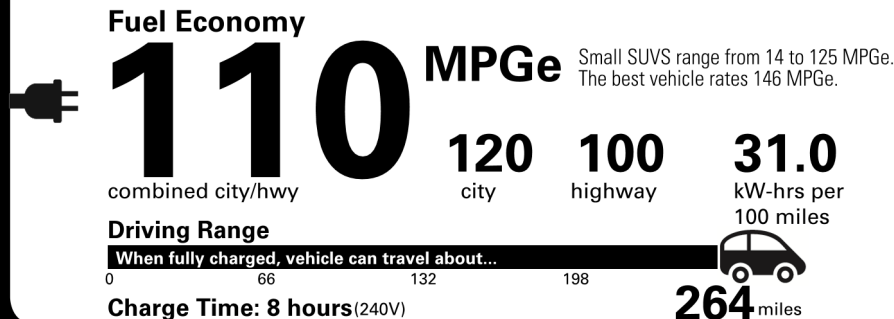 Fuel Economy
110 MPGe
Small SUVS range from 14 to 125 MPGe.
The best vehicle rates 146 MPGe.
combined city/hwy
120
city
100
highway
31.0
kW-hrs per
100 miles
Driving Range
When fully charged, vehicle can travel about...
0 66 132 198
264 miles
Charge Time: 8 hours (240V)